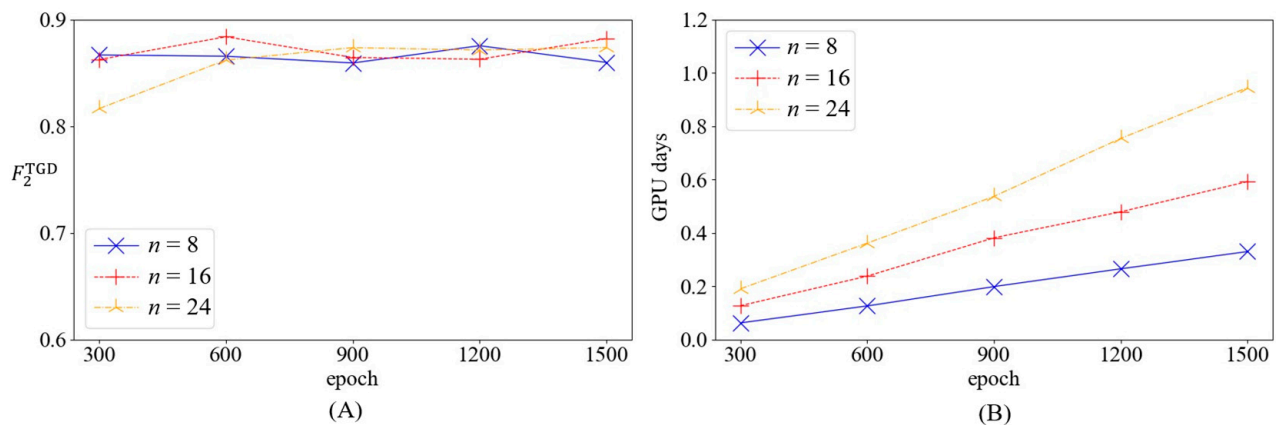 0.9
0.8
F₂ᵀᴳᴰ
0.7
0.6
n = 8
n = 16
n = 24
300 600 900 1200 1500
epoch
(A)
1.2
1.0
0.8
0.6
0.4
0.2
0.0
GPU days
n = 8
n = 16
n = 24
300 600 900 1200 1500
epoch
(B)